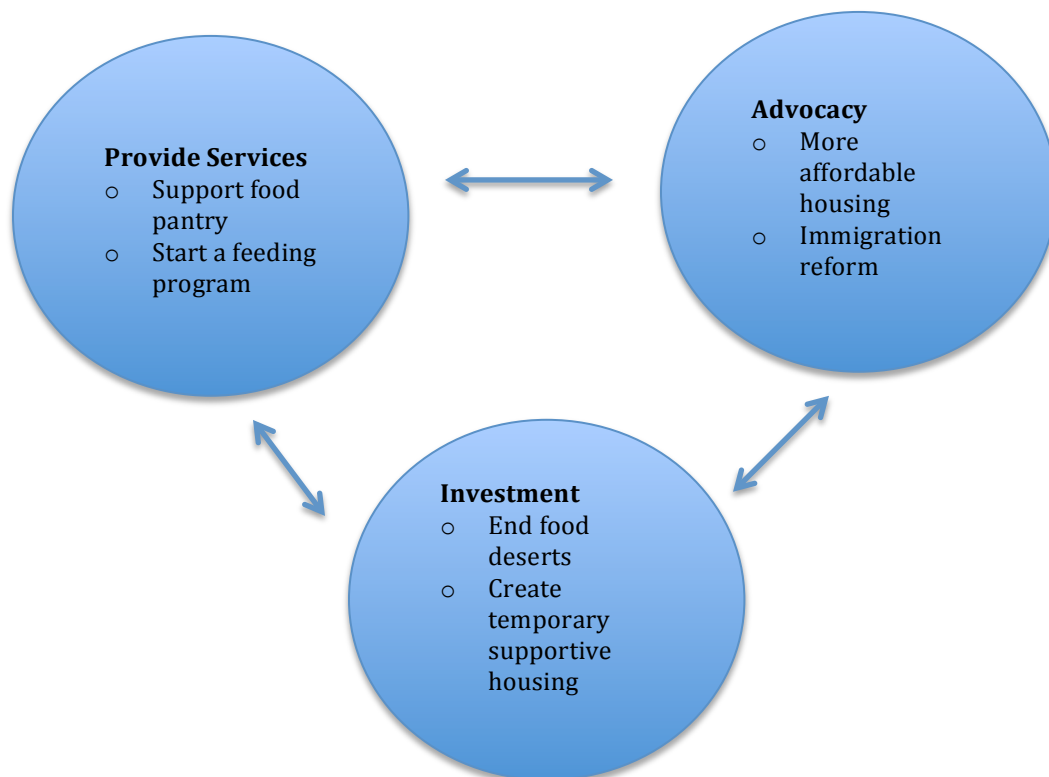 Provide Services
o Support food
pantry
o Start a feeding
program
Advocacy
o More
affordable
housing
o Immigration
reform
Investment
o End food
deserts
o Create
temporary
supportive
housing